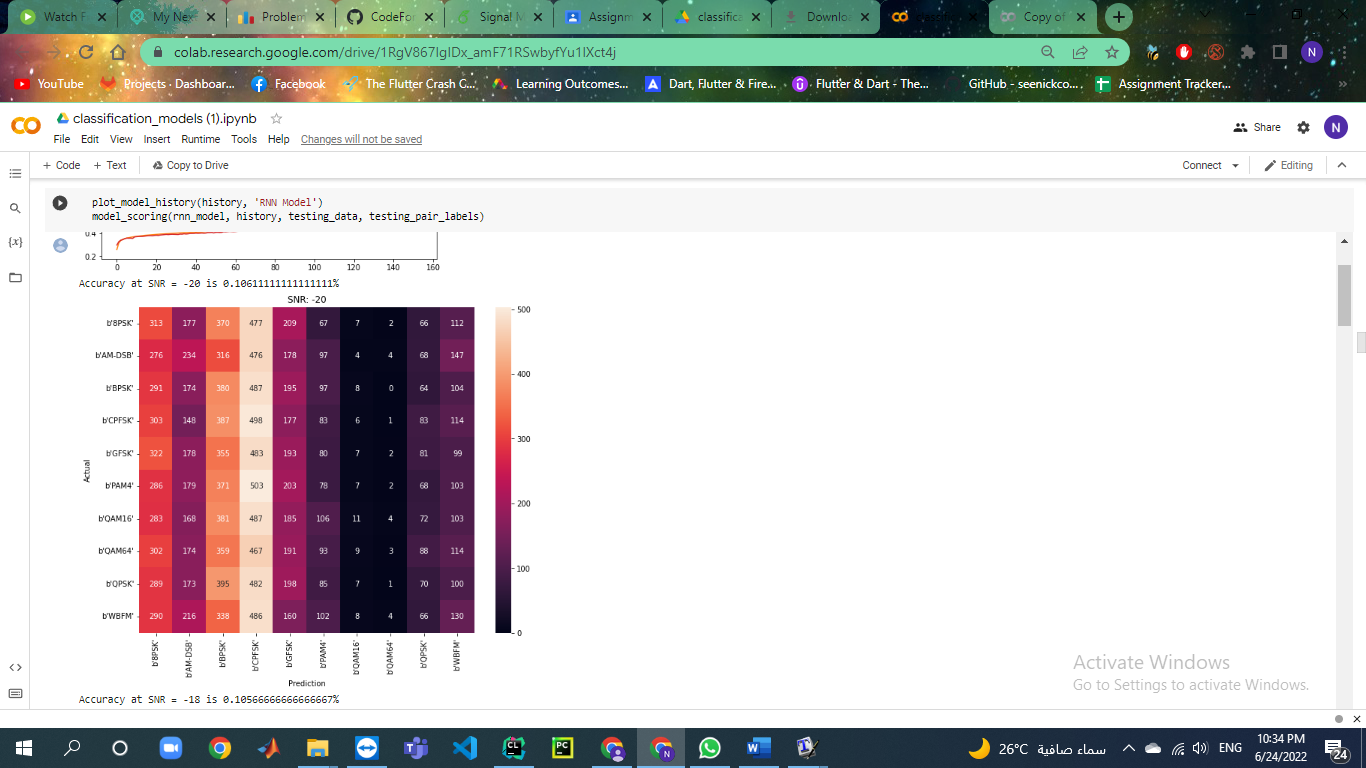 Watch F
My Nex
Problem
CodeFor
Signal M
Assignm
classifica
Downloa
Copy of
colab.research.google.com/drive/1RgV867IglDx_amF71RSwbyfYu1lXct4j
N
YouTube
Projects · Dashboar...
Facebook
The Flutter Crash C...
Learning Outcomes...
Dart, Flutter & Fire...
Flutter & Dart - The...
GitHub - seenickco...
Assignment Tracker...
»
classification_models (1).ipynb
File Edit View Insert Runtime Tools Help Changes will not be saved
Share
N
+ Code + Text Copy to Drive
Connect
Editing
plot_model_history(history, 'RNN Model')
model_scoring(rnn_model, history, testing_data, testing_pair_labels)
{x}
0.4
0.2
0 20 40 60 80 100 120 140 160
Accuracy at SNR = -20 is 0.10611111111111111%
SNR: -20
b'8PSK' 313 177 370 477 209 67 7 2 66 112
b'AM-DSB' 276 234 316 476 178 97 4 4 68 147
b'BPSK' 291 174 380 487 195 97 8 0 64 104
b'CPFSK' 303 148 387 498 177 83 6 1 83 114
b'GFSK' 322 178 355 483 193 80 7 2 81 99
b'PAM4' 286 179 371 503 203 78 7 2 68 103
b'QAM16' 283 168 381 487 185 106 11 4 72 103
b'QAM64' 302 174 359 467 191 93 9 3 88 114
b'QPSK' 289 173 395 482 198 85 7 1 70 100
b'WBFM' 290 216 338 486 160 102 8 4 66 130
Actual
b'8PSK' b'AM-DSB' b'BPSK' b'CPFSK' b'GFSK' b'PAM4' b'QAM16' b'QAM64' b'QPSK' b'WBFM'
Prediction
500
400
300
200
100
0
Accuracy at SNR = -18 is 0.10566666666666667%
Activate Windows
Go to Settings to activate Windows.
26°C سماء صافية
ENG
10:34 PM
6/24/2022
24